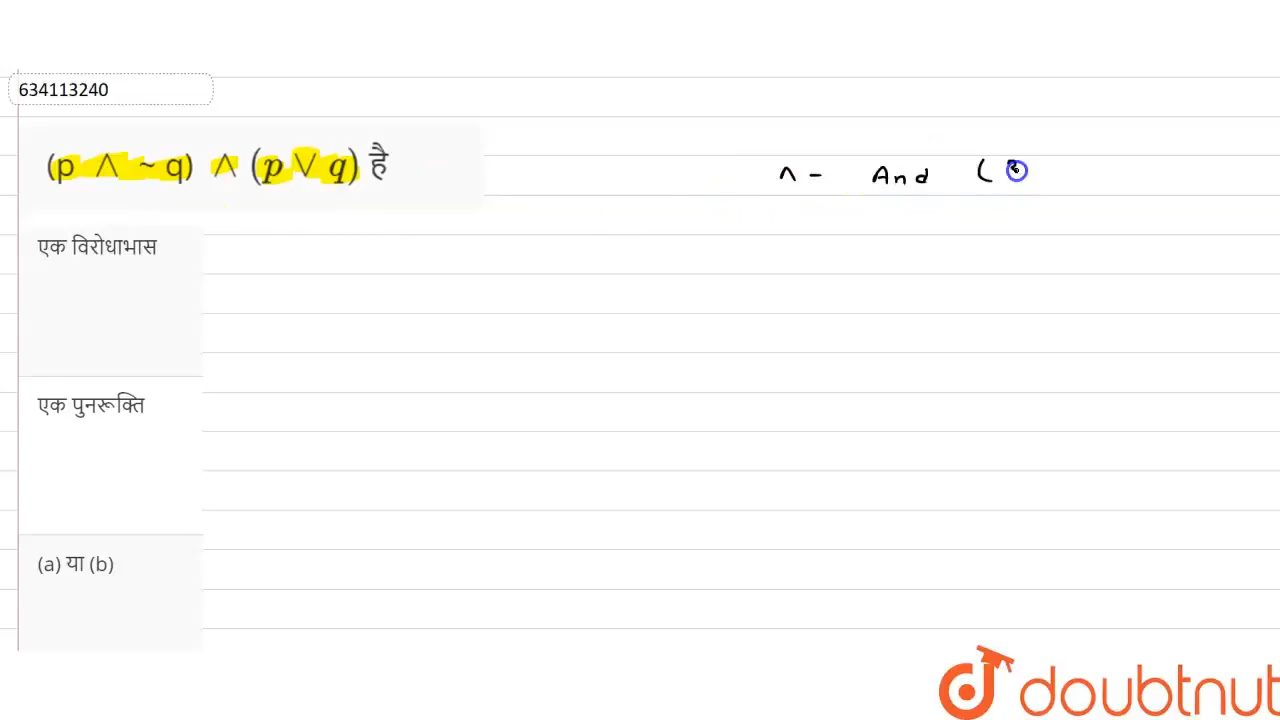 634113240
(p ∧ ~ q) ∧ (p ∨ q) है
∧ - And (
एक विरोधाभास
एक पुनरूक्ति
(a) या (b)
doubtnut